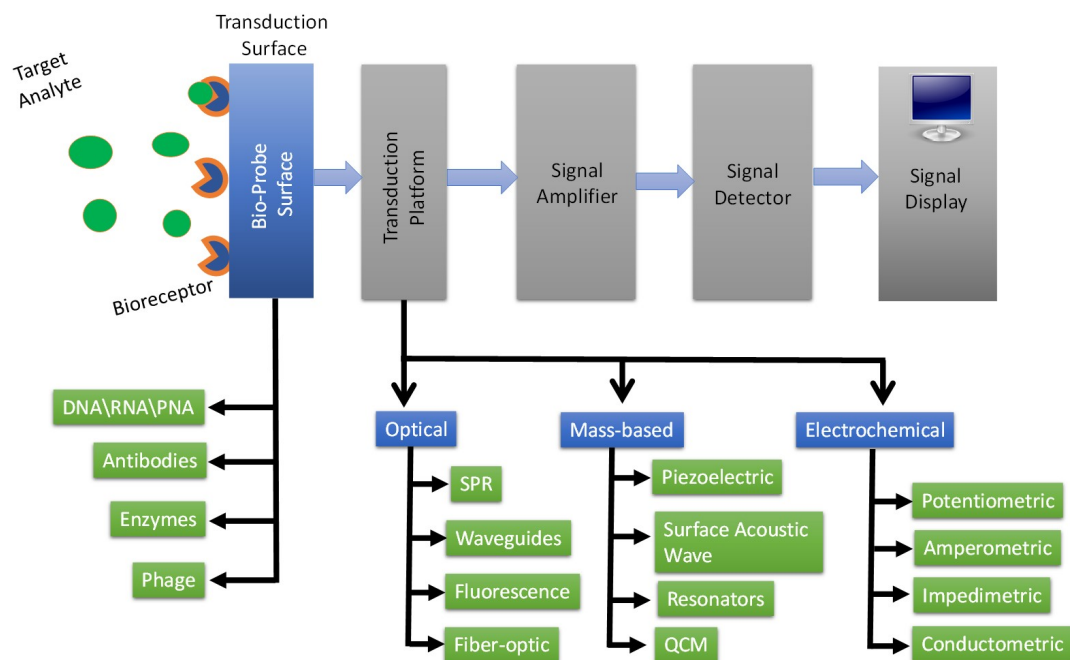 Transduction
Surface
Target
Analyte
Bioreceptor
Bio-Probe
Surface
Transduction
Platform
Signal
Amplifier
Signal
Detector
Signal
Display
DNA\RNA\PNA
Antibodies
Enzymes
Phage
Optical
SPR
Waveguides
Fluorescence
Fiber-optic
Mass-based
Piezoelectric
Surface Acoustic
Wave
Resonators
QCM
Electrochemical
Potentiometric
Amperometric
Impedimetric
Conductometric